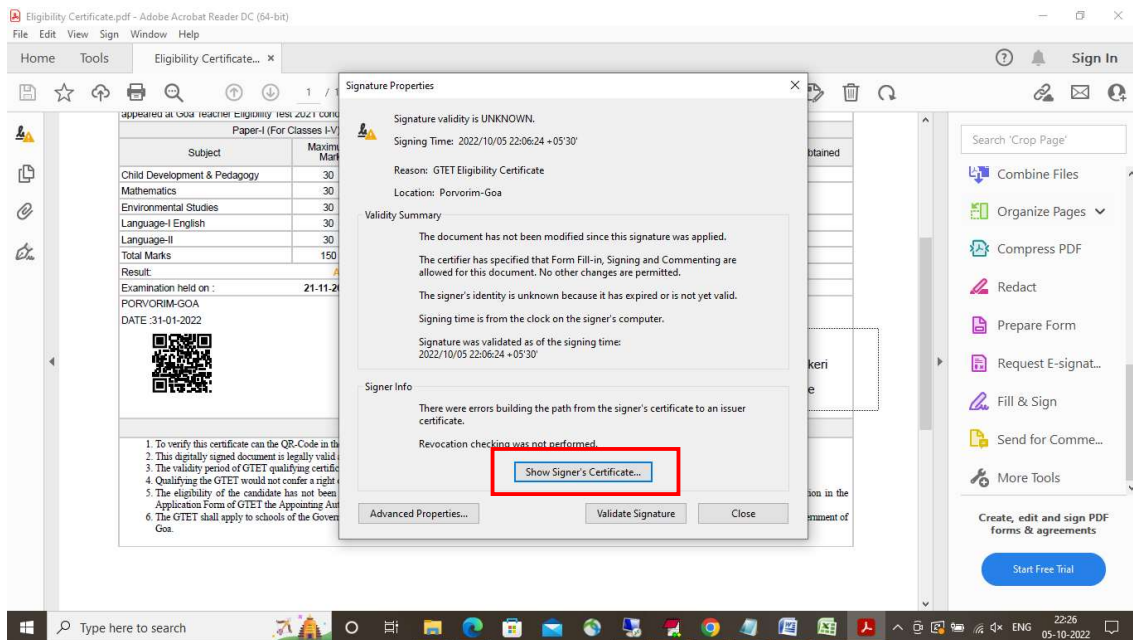 Eligibility Certificate.pdf - Adobe Acrobat Reader DC (64-bit)
File Edit View Sign Window Help
Home Tools Eligibility Certificate... × Sign In
1 / 1
appeared at Goa Teacher Eligibility Test 2021
Paper-I (For Classes I-V)
Subject Maximum Mark btained
Child Development & Pedagogy 30
Mathematics 30
Environmental Studies 30
Language-I English 30
Language-II 30
Total Marks 150
Result:
Examination held on : 21-11-2
PORVORIM-GOA
DATE :31-01-2022
keri
e
1. To verify this certificate can the QR-Code in th
2. This digitally signed document is legally valid
3. The validity period of GTET qualifying certific
4. Qualifying the GTET would not confer a right
5. The eligibility of the candidate has not been ion in the
Application Form of GTET the Appointing Aut
6. The GTET shall apply to schools of the Govern ernment of
Goa.
Signature Properties
Signature validity is UNKNOWN.
Signing Time: 2022/10/05 22:06:24 +05'30'
Reason: GTET Eligibility Certificate
Location: Porvorim-Goa
Validity Summary
The document has not been modified since this signature was applied.
The certifier has specified that Form Fill-in, Signing and Commenting are
allowed for this document. No other changes are permitted.
The signer's identity is unknown because it has expired or is not yet valid.
Signing time is from the clock on the signer's computer.
Signature was validated as of the signing time:
2022/10/05 22:06:24 +05'30'
Signer Info
There were errors building the path from the signer's certificate to an issuer
certificate.
Revocation checking was not performed.
Show Signer's Certificate...
Advanced Properties... Validate Signature Close
Search 'Crop Page'
Combine Files
Organize Pages
Compress PDF
Redact
Prepare Form
Request E-signat...
Fill & Sign
Send for Comme...
More Tools
Create, edit and sign PDF
forms & agreements
Start Free Trial
Type here to search
ENG
22:26
05-10-2022